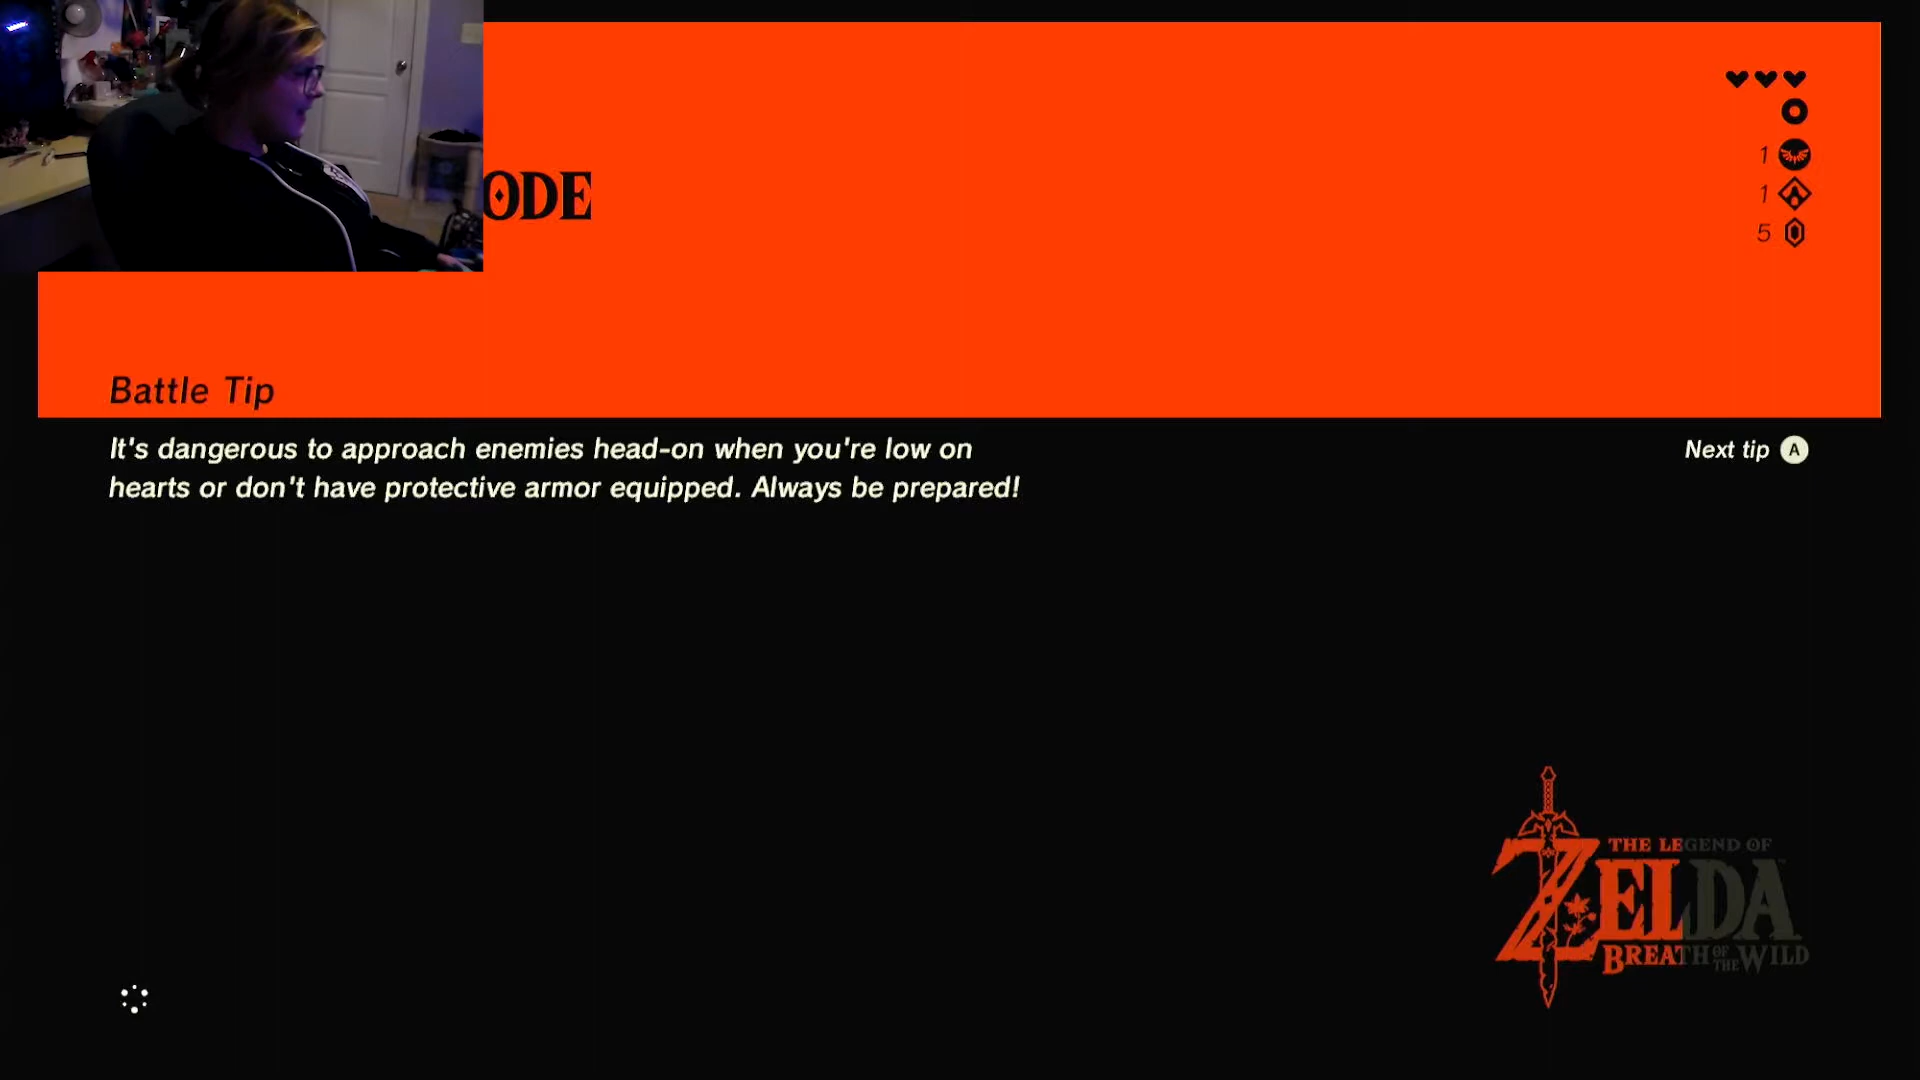 ODE
1
1
5
Battle Tip
It's dangerous to approach enemies head-on when you're low on
hearts or don't have protective armor equipped. Always be prepared!
Next tip A
THE LEGEND OF
ZELDA
BREATH OF THE WILD